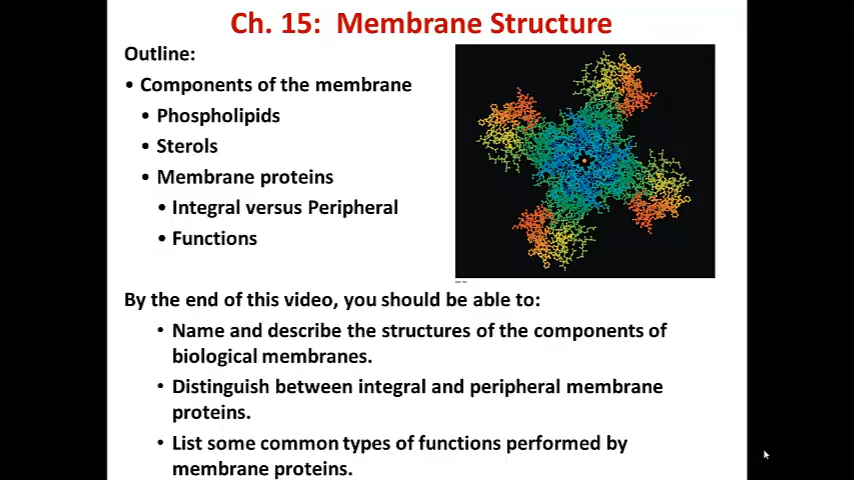 Ch. 15:  Membrane Structure
Outline:
• Components of the membrane
• Phospholipids
• Sterols
• Membrane proteins
• Integral versus Peripheral
• Functions
By the end of this video, you should be able to:
• Name and describe the structures of the components of
biological membranes.
• Distinguish between integral and peripheral membrane
proteins.
• List some common types of functions performed by
membrane proteins.